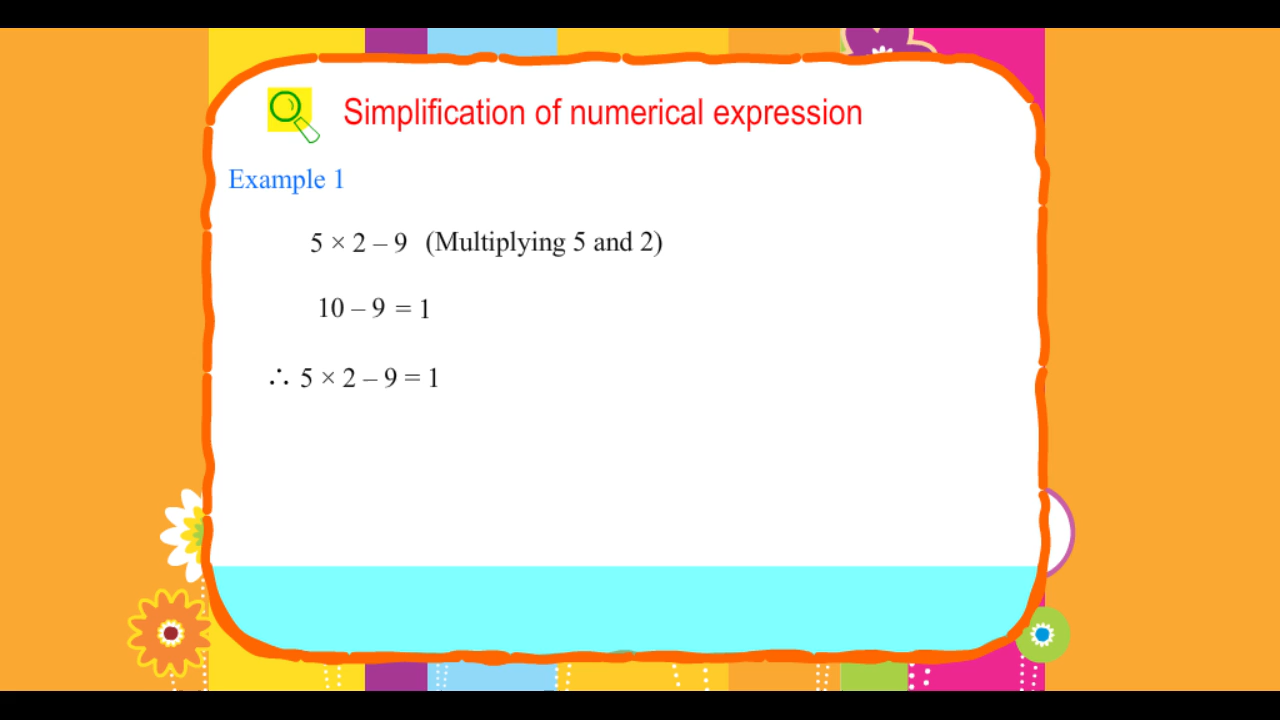 Simplification of numerical expression
Example 1
5 × 2 – 9 (Multiplying 5 and 2)
10 – 9 = 1
∴ 5 × 2 – 9 = 1